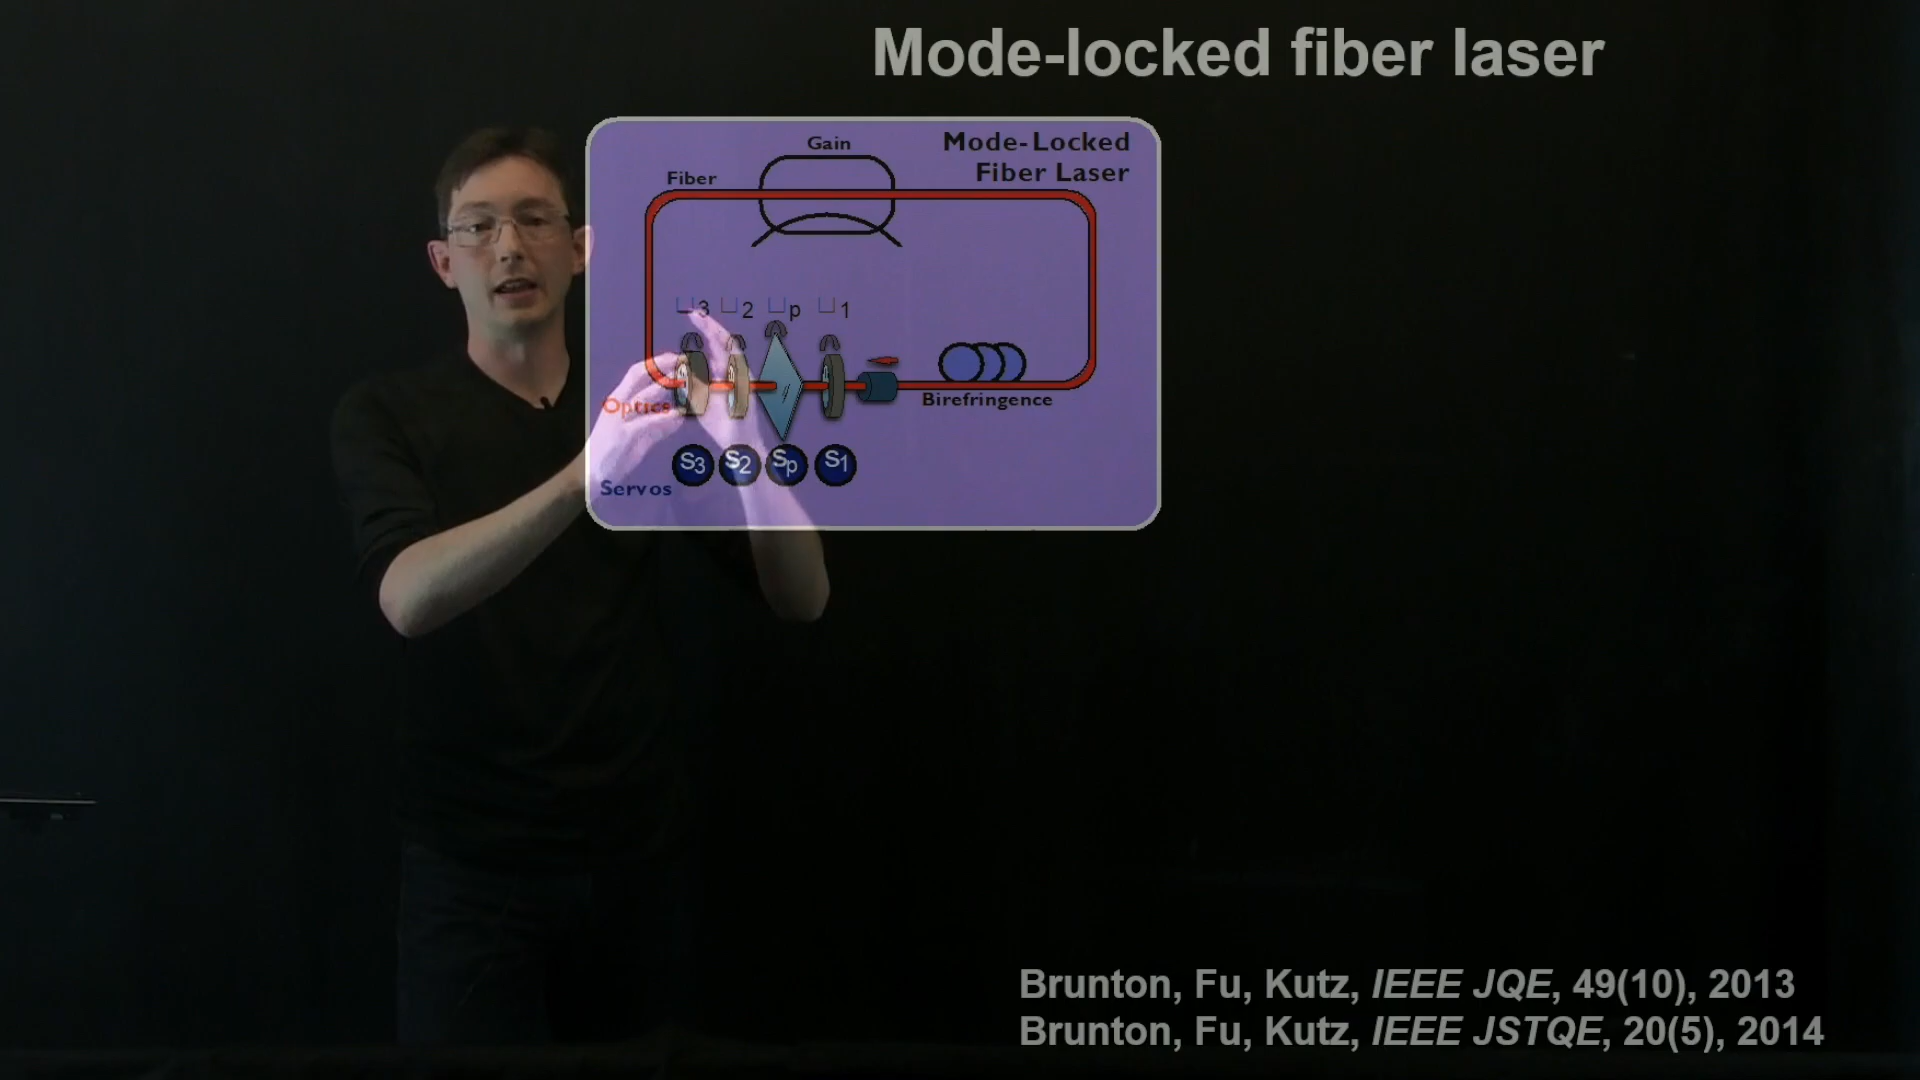 Mode-locked fiber laser
Gain
Mode-Locked
Fiber Laser
Fiber
3 2 p 1
Optics
Birefringence
S3 S2 Sp S1
Servos
Brunton, Fu, Kutz, IEEE JQE, 49(10), 2013
Brunton, Fu, Kutz, IEEE JSTQE, 20(5), 2014